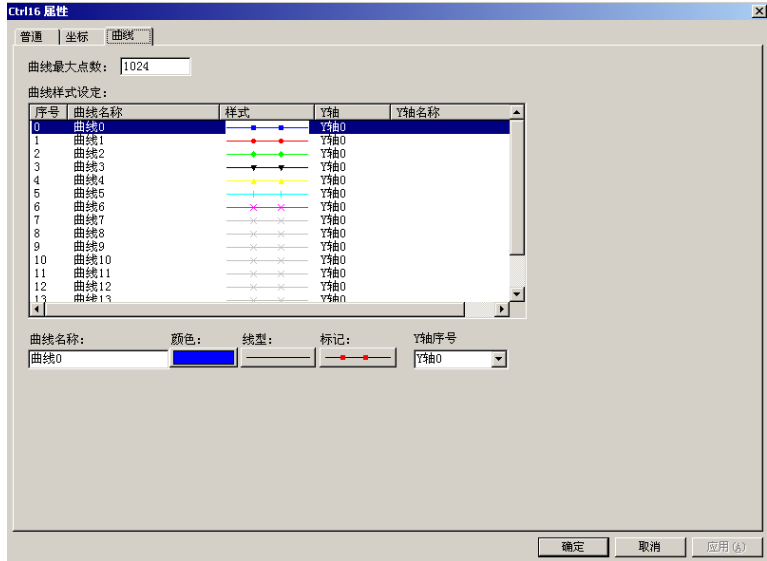 Ctrl16 属性
普通 坐标 曲线
曲线最大点数： 1024
曲线样式设定：
序号 曲线名称 样式 Y轴 Y轴名称
0 曲线0 Y轴0
1 曲线1 Y轴0
2 曲线2 Y轴0
3 曲线3 Y轴0
4 曲线4 Y轴0
5 曲线5 Y轴0
6 曲线6 Y轴0
7 曲线7 Y轴0
8 曲线8 Y轴0
9 曲线9 Y轴0
10 曲线10 Y轴0
11 曲线11 Y轴0
12 曲线12 Y轴0
13 曲线13 Y轴0
曲线名称： 颜色： 线型： 标记： Y轴序号
曲线0 Y轴0
确定 取消 应用(A)